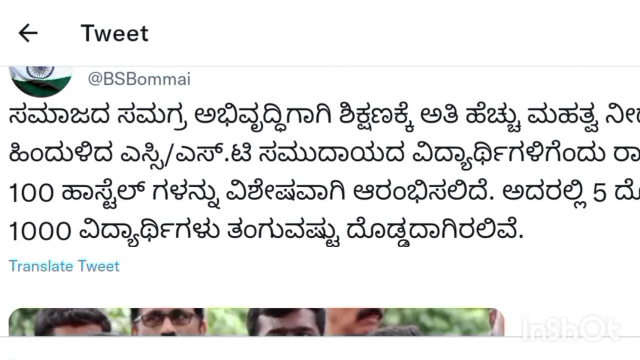 Tweet
@BSBommai
ಸಮಾಜದ ಸಮಗ್ರ ಅಭಿವೃದ್ಧಿಗಾಗಿ ಶಿಕ್ಷಣಕ್ಕೆ ಅತಿ ಹೆಚ್ಚು ಮಹತ್ವ
ಹಿಂದುಳಿದ ಎಸ್ಸಿ/ಎಸ್.ಟಿ ಸಮುದಾಯದ ವಿದ್ಯಾರ್ಥಿಗಳಿಗೆಂದು
100 ಹಾಸ್ಟೆಲ್ ಗಳನ್ನು ವಿಶೇಷವಾಗಿ ಆರಂಭಿಸಲಿದೆ. ಅದರಲ್ಲಿ 5
1000 ವಿದ್ಯಾರ್ಥಿಗಳು ತಂಗುವಷ್ಟು ದೊಡ್ಡದಾಗಿರಲಿವೆ.
Translate Tweet
InShOt